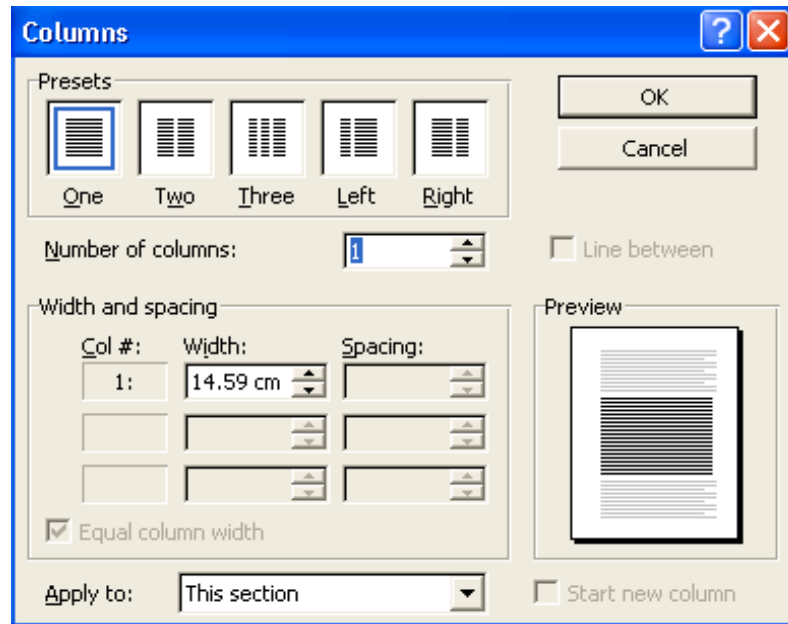 Columns
Presets
OK
Cancel
One Two Three Left Right
Number of columns: 1
Line between
Width and spacing
Preview
Col #: Width: Spacing:
1: 14.59 cm
Equal column width
Apply to: This section
Start new column